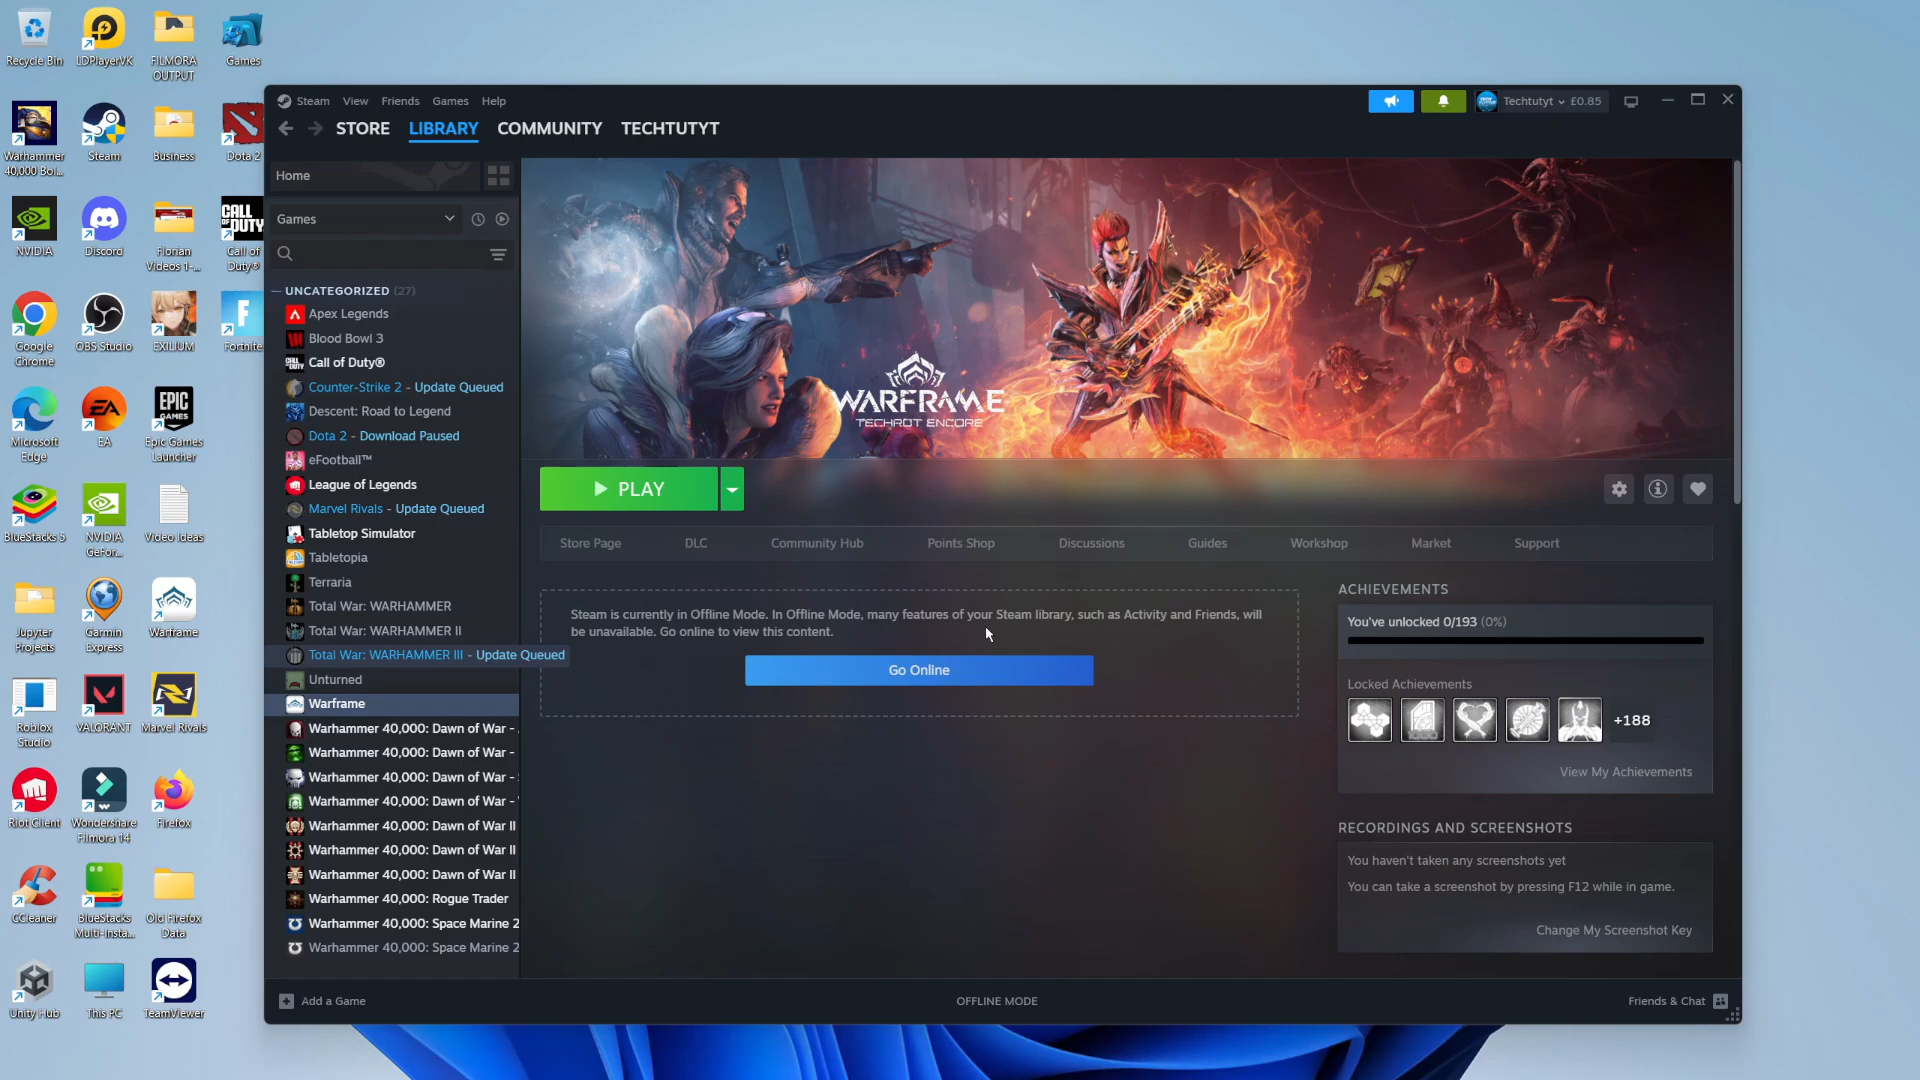 Recycle Bin
LDPlayerVK
FILMORA
OUTPUT
Games
Warhammer
40,000 Bol...
Steam
Business
Dota 2
NVIDIA
Discord
Florian
Videos 1-...
CALL OF DUTY
Call of
Duty®
Google
Chrome
OBS Studio
EXILIUM
Fortnite
Microsoft
Edge
EA
EPIC
GAMES
Epic Games
Launcher
BlueStacks 5
NVIDIA
GeFor...
Video Ideas
Jupyter
Projects
Garmin
Express
Warframe
Roblox
Studio
VALORANT
Marvel Rivals
Riot Client
Wondershare
Filmora 14
Firefox
CCleaner
BlueStacks
Multi-Insta...
Old Firefox
Data
Unity Hub
This PC
TeamViewer
Steam View Friends Games Help
Techtutyt £0.85
STORE LIBRARY COMMUNITY TECHTUTYT
Home
Games
UNCATEGORIZED (27)
Apex Legends
Blood Bowl 3
Call of Duty®
Counter-Strike 2 - Update Queued
Descent: Road to Legend
Dota 2 - Download Paused
eFootball™
League of Legends
Marvel Rivals - Update Queued
Tabletop Simulator
Tabletopia
Terraria
Total War: WARHAMMER
Total War: WARHAMMER II
Total War: WARHAMMER III - Update Queued
Unturned
Warframe
Warhammer 40,000: Dawn of War -
Warhammer 40,000: Dawn of War -
Warhammer 40,000: Dawn of War -
Warhammer 40,000: Dawn of War -
Warhammer 40,000: Dawn of War II
Warhammer 40,000: Dawn of War II
Warhammer 40,000: Dawn of War II
Warhammer 40,000: Rogue Trader
Warhammer 40,000: Space Marine 2
Warhammer 40,000: Space Marine 2
WARFRAME
TECHROT ENCORE
PLAY
Store Page DLC Community Hub Points Shop Discussions Guides Workshop Market Support
Steam is currently in Offline Mode. In Offline Mode, many features of your Steam library, such as Activity and Friends, will
be unavailable. Go online to view this content.
Go Online
ACHIEVEMENTS
You've unlocked 0/193 (0%)
Locked Achievements
+188
View My Achievements
RECORDINGS AND SCREENSHOTS
You haven't taken any screenshots yet
You can take a screenshot by pressing F12 while in game.
Change My Screenshot Key
Add a Game
OFFLINE MODE
Friends & Chat